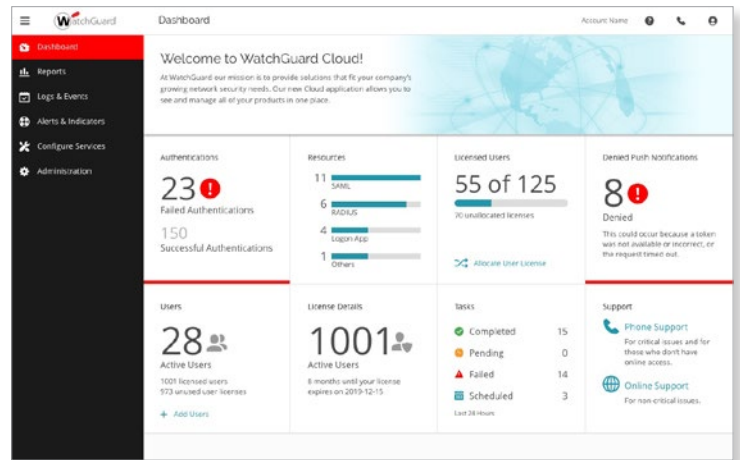 WatchGuard
Dashboard
Account Name
Dashboard
Reports
Logs & Events
Alerts & Indicators
Configure Services
Administration
Welcome to WatchGuard Cloud!
At WatchGuard our mission is to provide solutions that fit your company's
growing network security needs. Our new Cloud application allows you to
see and manage all of your products in one place.
Authentications
23
Failed Authentications
150
Successful Authentications
Resources
11 SAML
6 RADIUS
4 Logon App
1 Others
Licensed Users
55 of 125
70 unallocated licenses
Allocate User License
Denied Push Notifications
8
Denied
This could occur because a token
was not available or incorrect, or
the request timed out.
Users
28
Active Users
1001 licensed users
973 unused user licenses
+ Add Users
License Details
1001
Active Users
8 months until your license
expires on 2019-12-15
Tasks
Completed 15
Pending 0
Failed 14
Scheduled 3
Last 28 Hours
Support
Phone Support
For critical issues and for
those who don't have
online access.
Online Support
For non-critical issues.